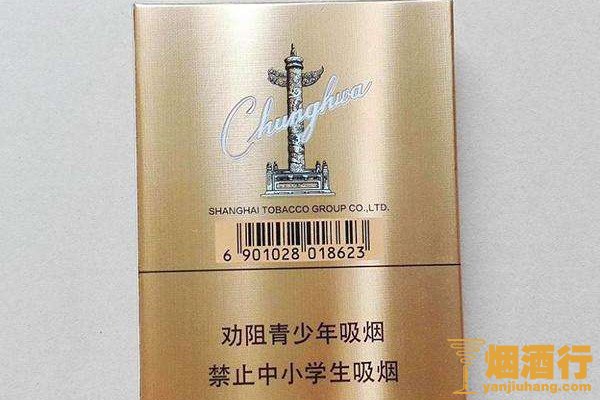 Chunghwa
SHANGHAI TOBACCO GROUP CO.,LTD.
6 901028 018623
劝阻青少年吸烟
禁止中小学生吸烟
烟酒行
yanjiuhang.com